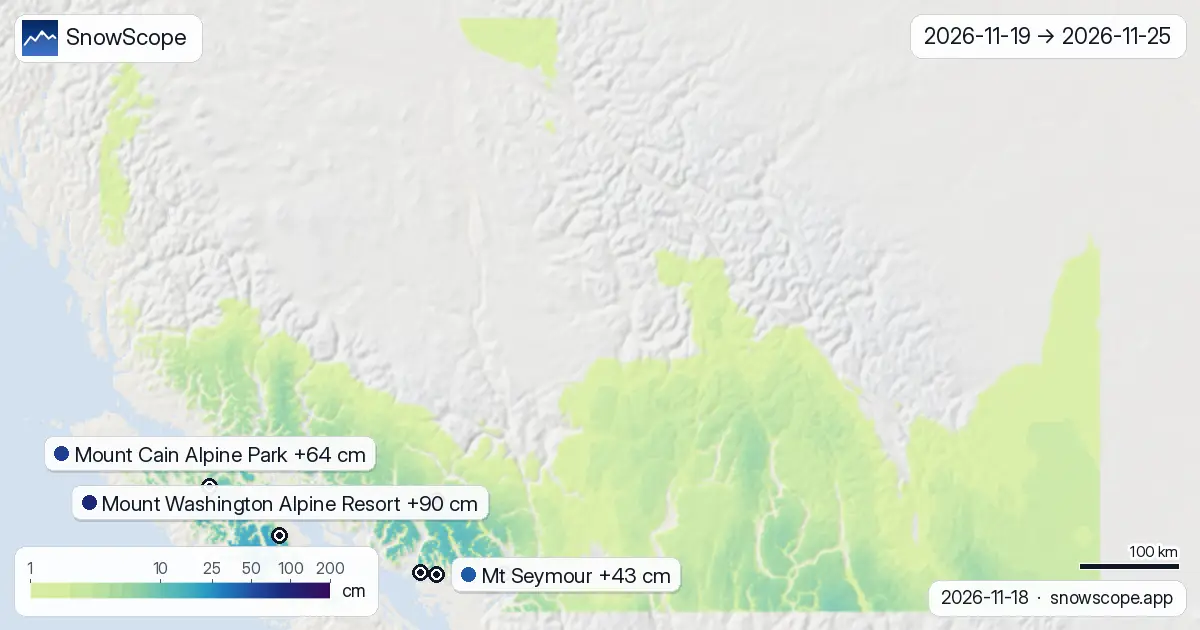 SnowScope
2026-11-19 → 2026-11-25
Mount Cain Alpine Park +64 cm
Mount Washington Alpine Resort +90 cm
Mt Seymour +43 cm
1 10 25 50 100 200
cm
100 km
2026-11-18 · snowscope.app